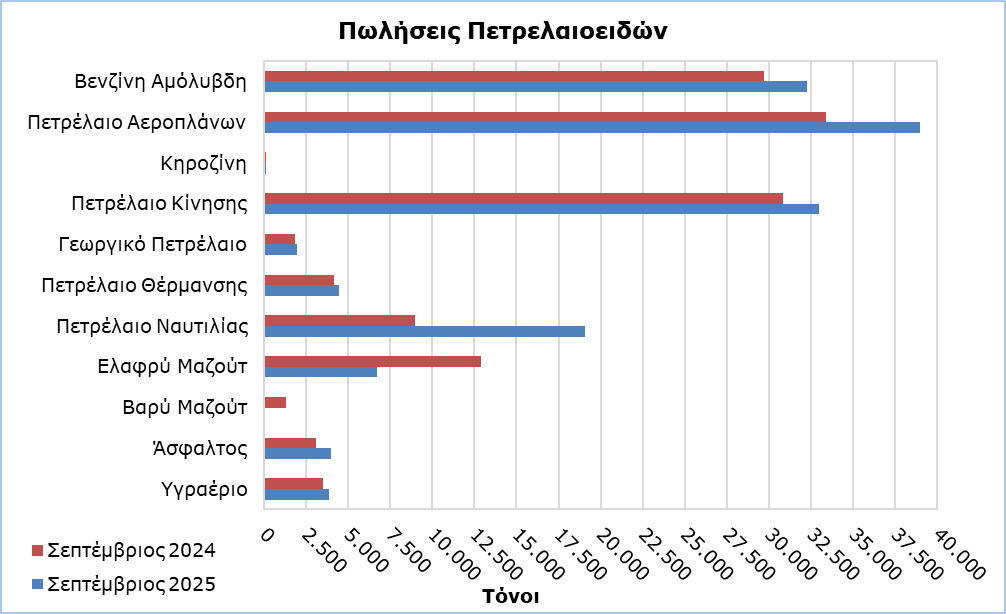 Πωλήσεις Πετρελαιοειδών
Βενζίνη Αμόλυβδη
Πετρέλαιο Αεροπλάνων
Κηροζίνη
Πετρέλαιο Κίνησης
Γεωργικό Πετρέλαιο
Πετρέλαιο Θέρμανσης
Πετρέλαιο Ναυτιλίας
Ελαφρύ Μαζούτ
Βαρύ Μαζούτ
Άσφαλτος
Υγραέριο
0 2.500 5.000 7.500 10.000 12.500 15.000 17.500 20.000 22.500 25.000 27.500 30.000 32.500 35.000 37.500 40.000
Τόνοι
Σεπτέμβριος 2024
Σεπτέμβριος 2025